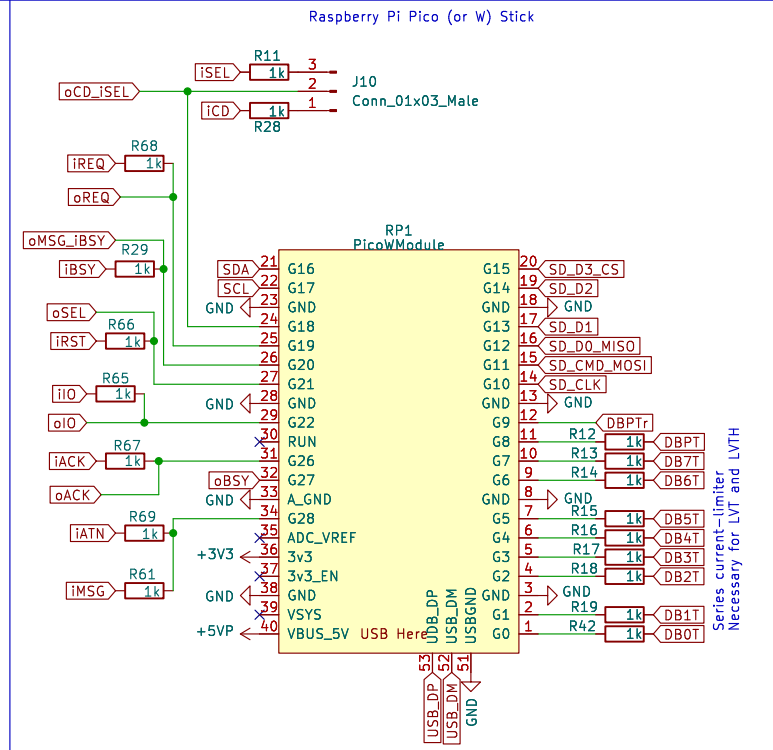 Raspberry Pi Pico (or W) Stick
R11
iSEL 1k 3
oCD_iSEL 2 J10
iCD 1k 1 Conn_01x03_Male
R28
R68
iREQ 1k
oREQ
oMSG_iBSY
R29
iBSY 1k
oSEL
R66
iRST 1k
R65
iIO 1k
oIO
R67
iACK 1k
oACK
R69
iATN 1k
R61
iMSG 1k
RP1
PicoWModule
SDA 21 G16 G15 20 SD_D3_CS
SCL 22 G17 G14 19 SD_D2
GND 23 GND GND 18 GND
24 G18 G13 17 SD_D1
25 G19 G12 16 SD_D0_MISO
26 G20 G11 15 SD_CMD_MOSI
27 G21 G10 14 SD_CLK
GND 28 GND GND 13 GND
29 G22 G9 12 DBPTr
30 RUN G8 11 R12 1k DBPT
31 G26 G7 10 R13 1k DB7T
oBSY 32 G27 G6 9 R14 1k DB6T
GND 33 A_GND GND 8 GND
34 G28 G5 7 R15 1k DB5T
35 ADC_VREF G4 6 R16 1k DB4T
+3V3 36 3v3 G3 5 R17 1k DB3T
37 3v3_EN G2 4 R18 1k DB2T
GND 38 GND GND 3 GND
39 VSYS G1 2 R19 1k DB1T
+5VP 40 VBUS_5V USB Here G0 1 R42 1k DB0T
UDB_DP
USB_DM
USBGND
53 52 51
USB_DP
USB_DM
GND
Series current-limiter
Necessary for LVT and LVTH